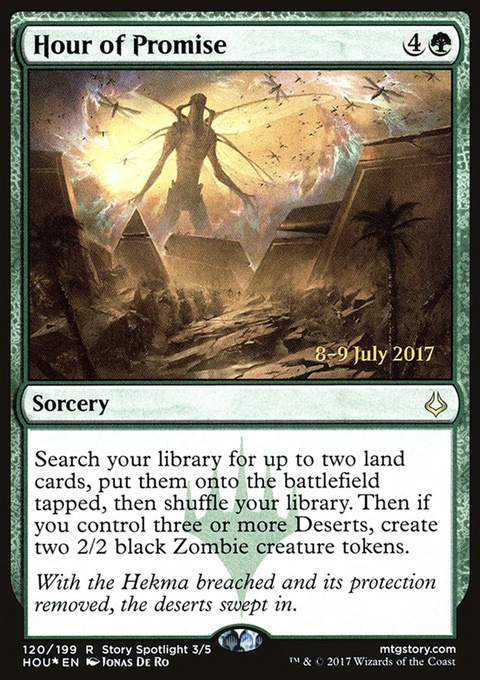 Hour of Promise 4
8–9 July 2017
Sorcery
Search your library for up to two land
cards, put them onto the battlefield
tapped, then shuffle your library. Then if
you control three or more Deserts, create
two 2/2 black Zombie creature tokens.
With the Hekma breached and its protection
removed, the deserts swept in.
120/199 R Story Spotlight 3/5 mtgstory.com
HOU★EN Jonas De Ro ™ & © 2017 Wizards of the Coast